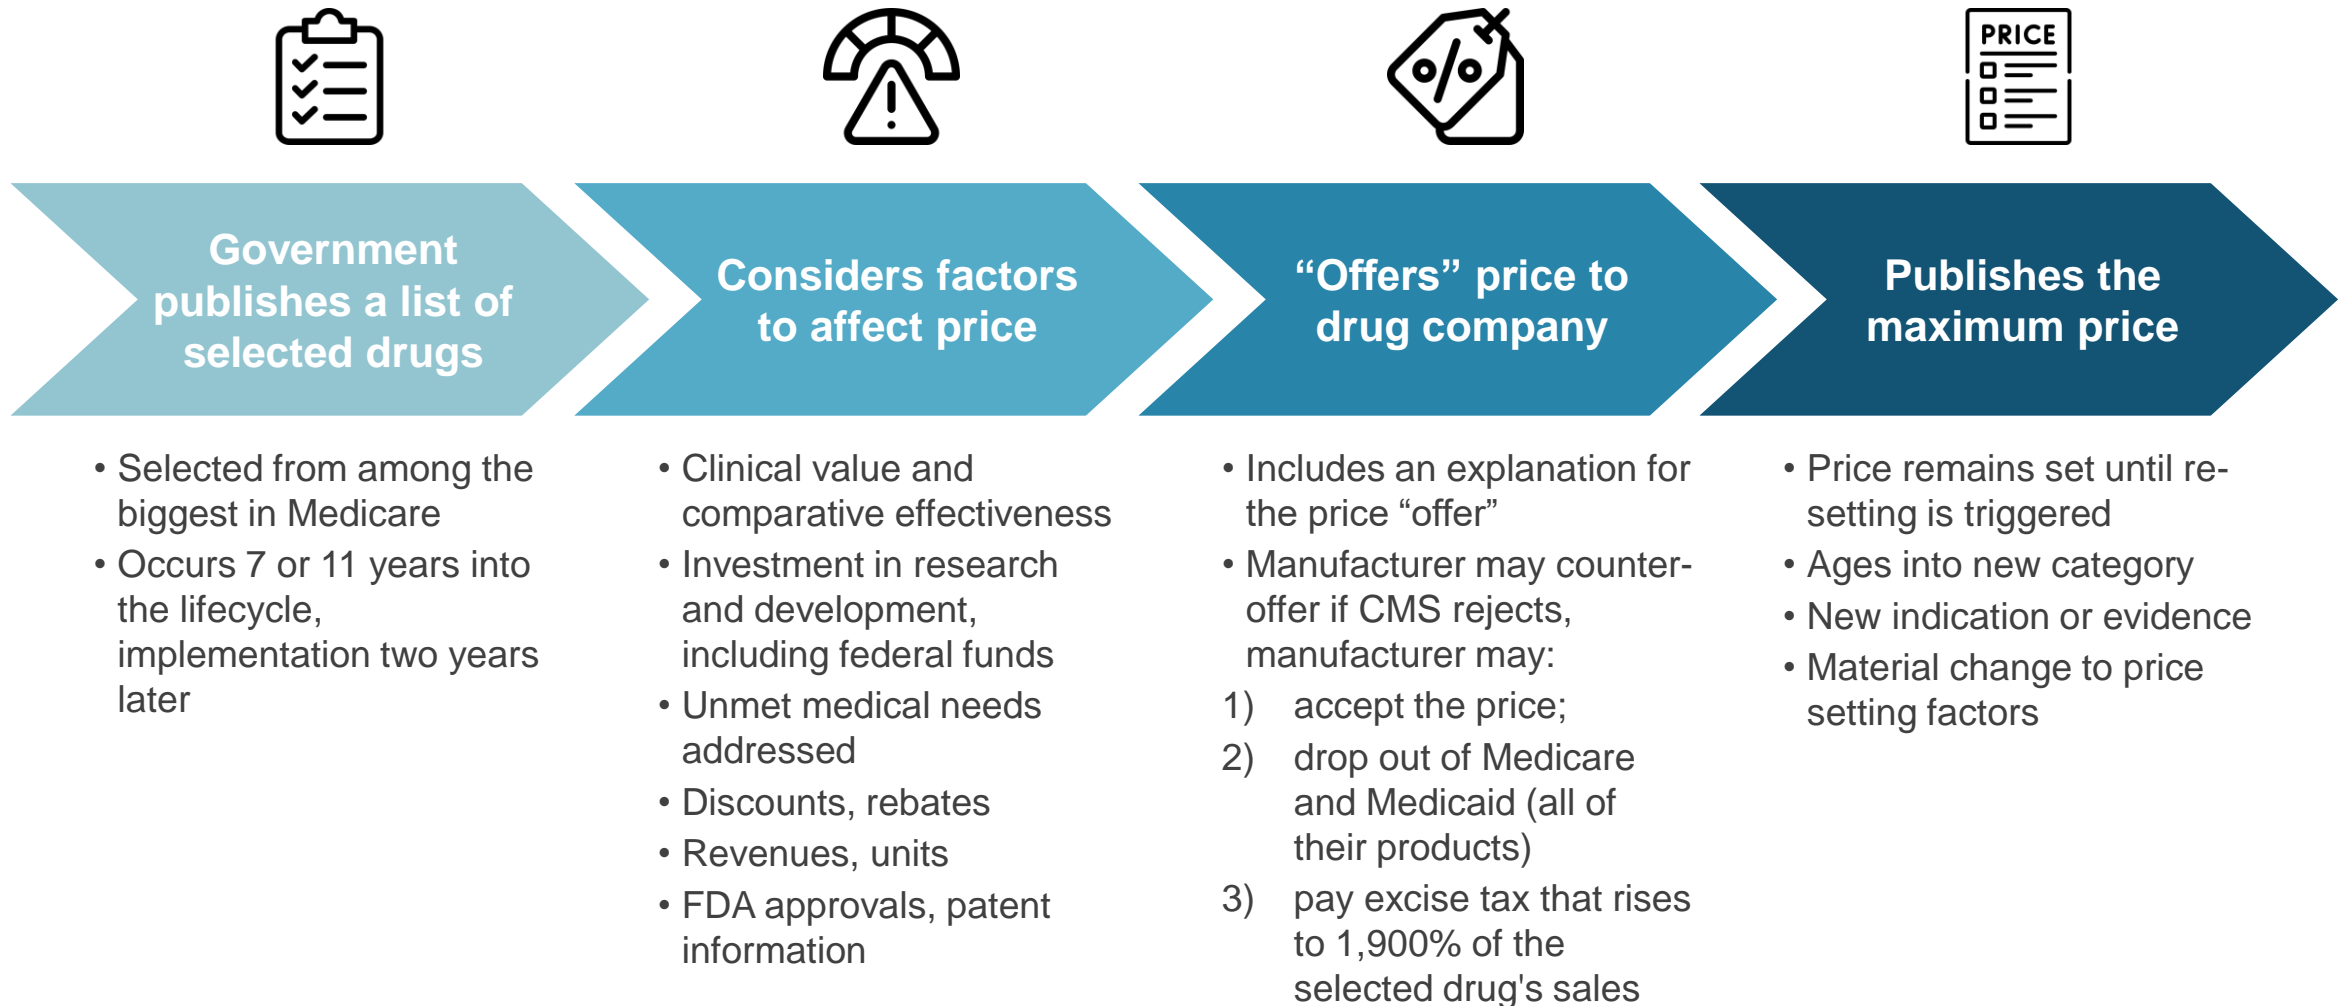 PRICE
Government
publishes a list of
selected drugs
• Selected from among the
biggest in Medicare
• Occurs 7 or 11 years into
the lifecycle,
implementation two years
later
Considers factors
to affect price
• Clinical value and
comparative effectiveness
• Investment in research
and development,
including federal funds
• Unmet medical needs
addressed
• Discounts, rebates
• Revenues, units
• FDA approvals, patent
information
“Offers” price to
drug company
• Includes an explanation for
the price “offer”
• Manufacturer may counter-
offer if CMS rejects,
manufacturer may:
1) accept the price;
2) drop out of Medicare
and Medicaid (all of
their products)
3) pay excise tax that rises
to 1,900% of the
selected drug's sales
Publishes the
maximum price
• Price remains set until re-
setting is triggered
• Ages into new category
• New indication or evidence
• Material change to price
setting factors